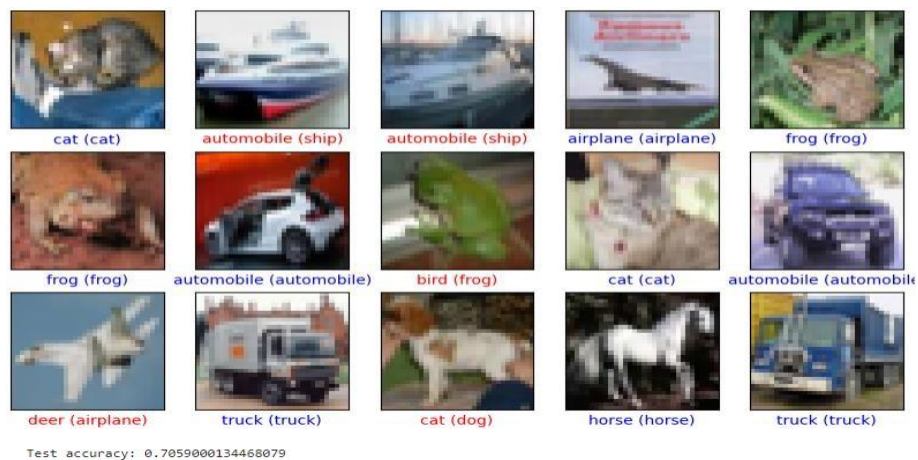 cat (cat)
automobile (ship)
automobile (ship)
airplane (airplane)
frog (frog)
frog (frog)
automobile (automobile)
bird (frog)
cat (cat)
automobile (automobile
deer (airplane)
truck (truck)
cat (dog)
horse (horse)
truck (truck)
Test accuracy: 0.7059000134468079